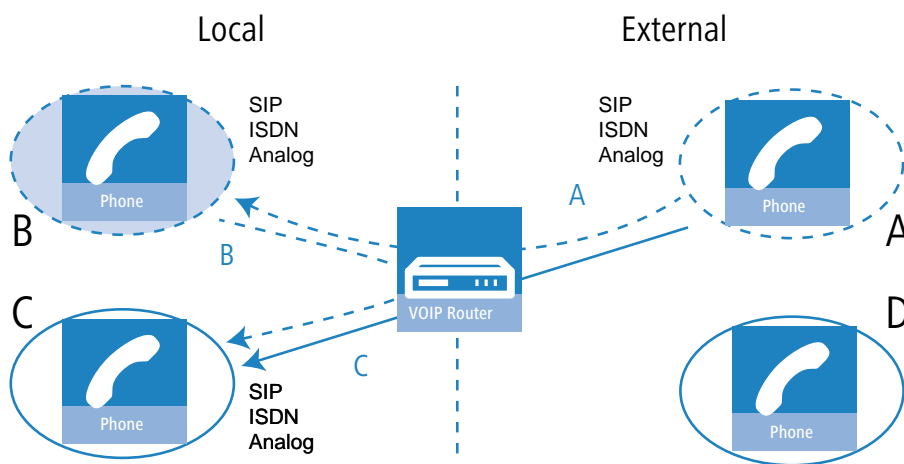 Local
External
SIP
ISDN
Analog
SIP
ISDN
Analog
Phone
Phone
A
B
A
B
VOIP Router
C
D
C
Phone
SIP
ISDN
Analog
Phone